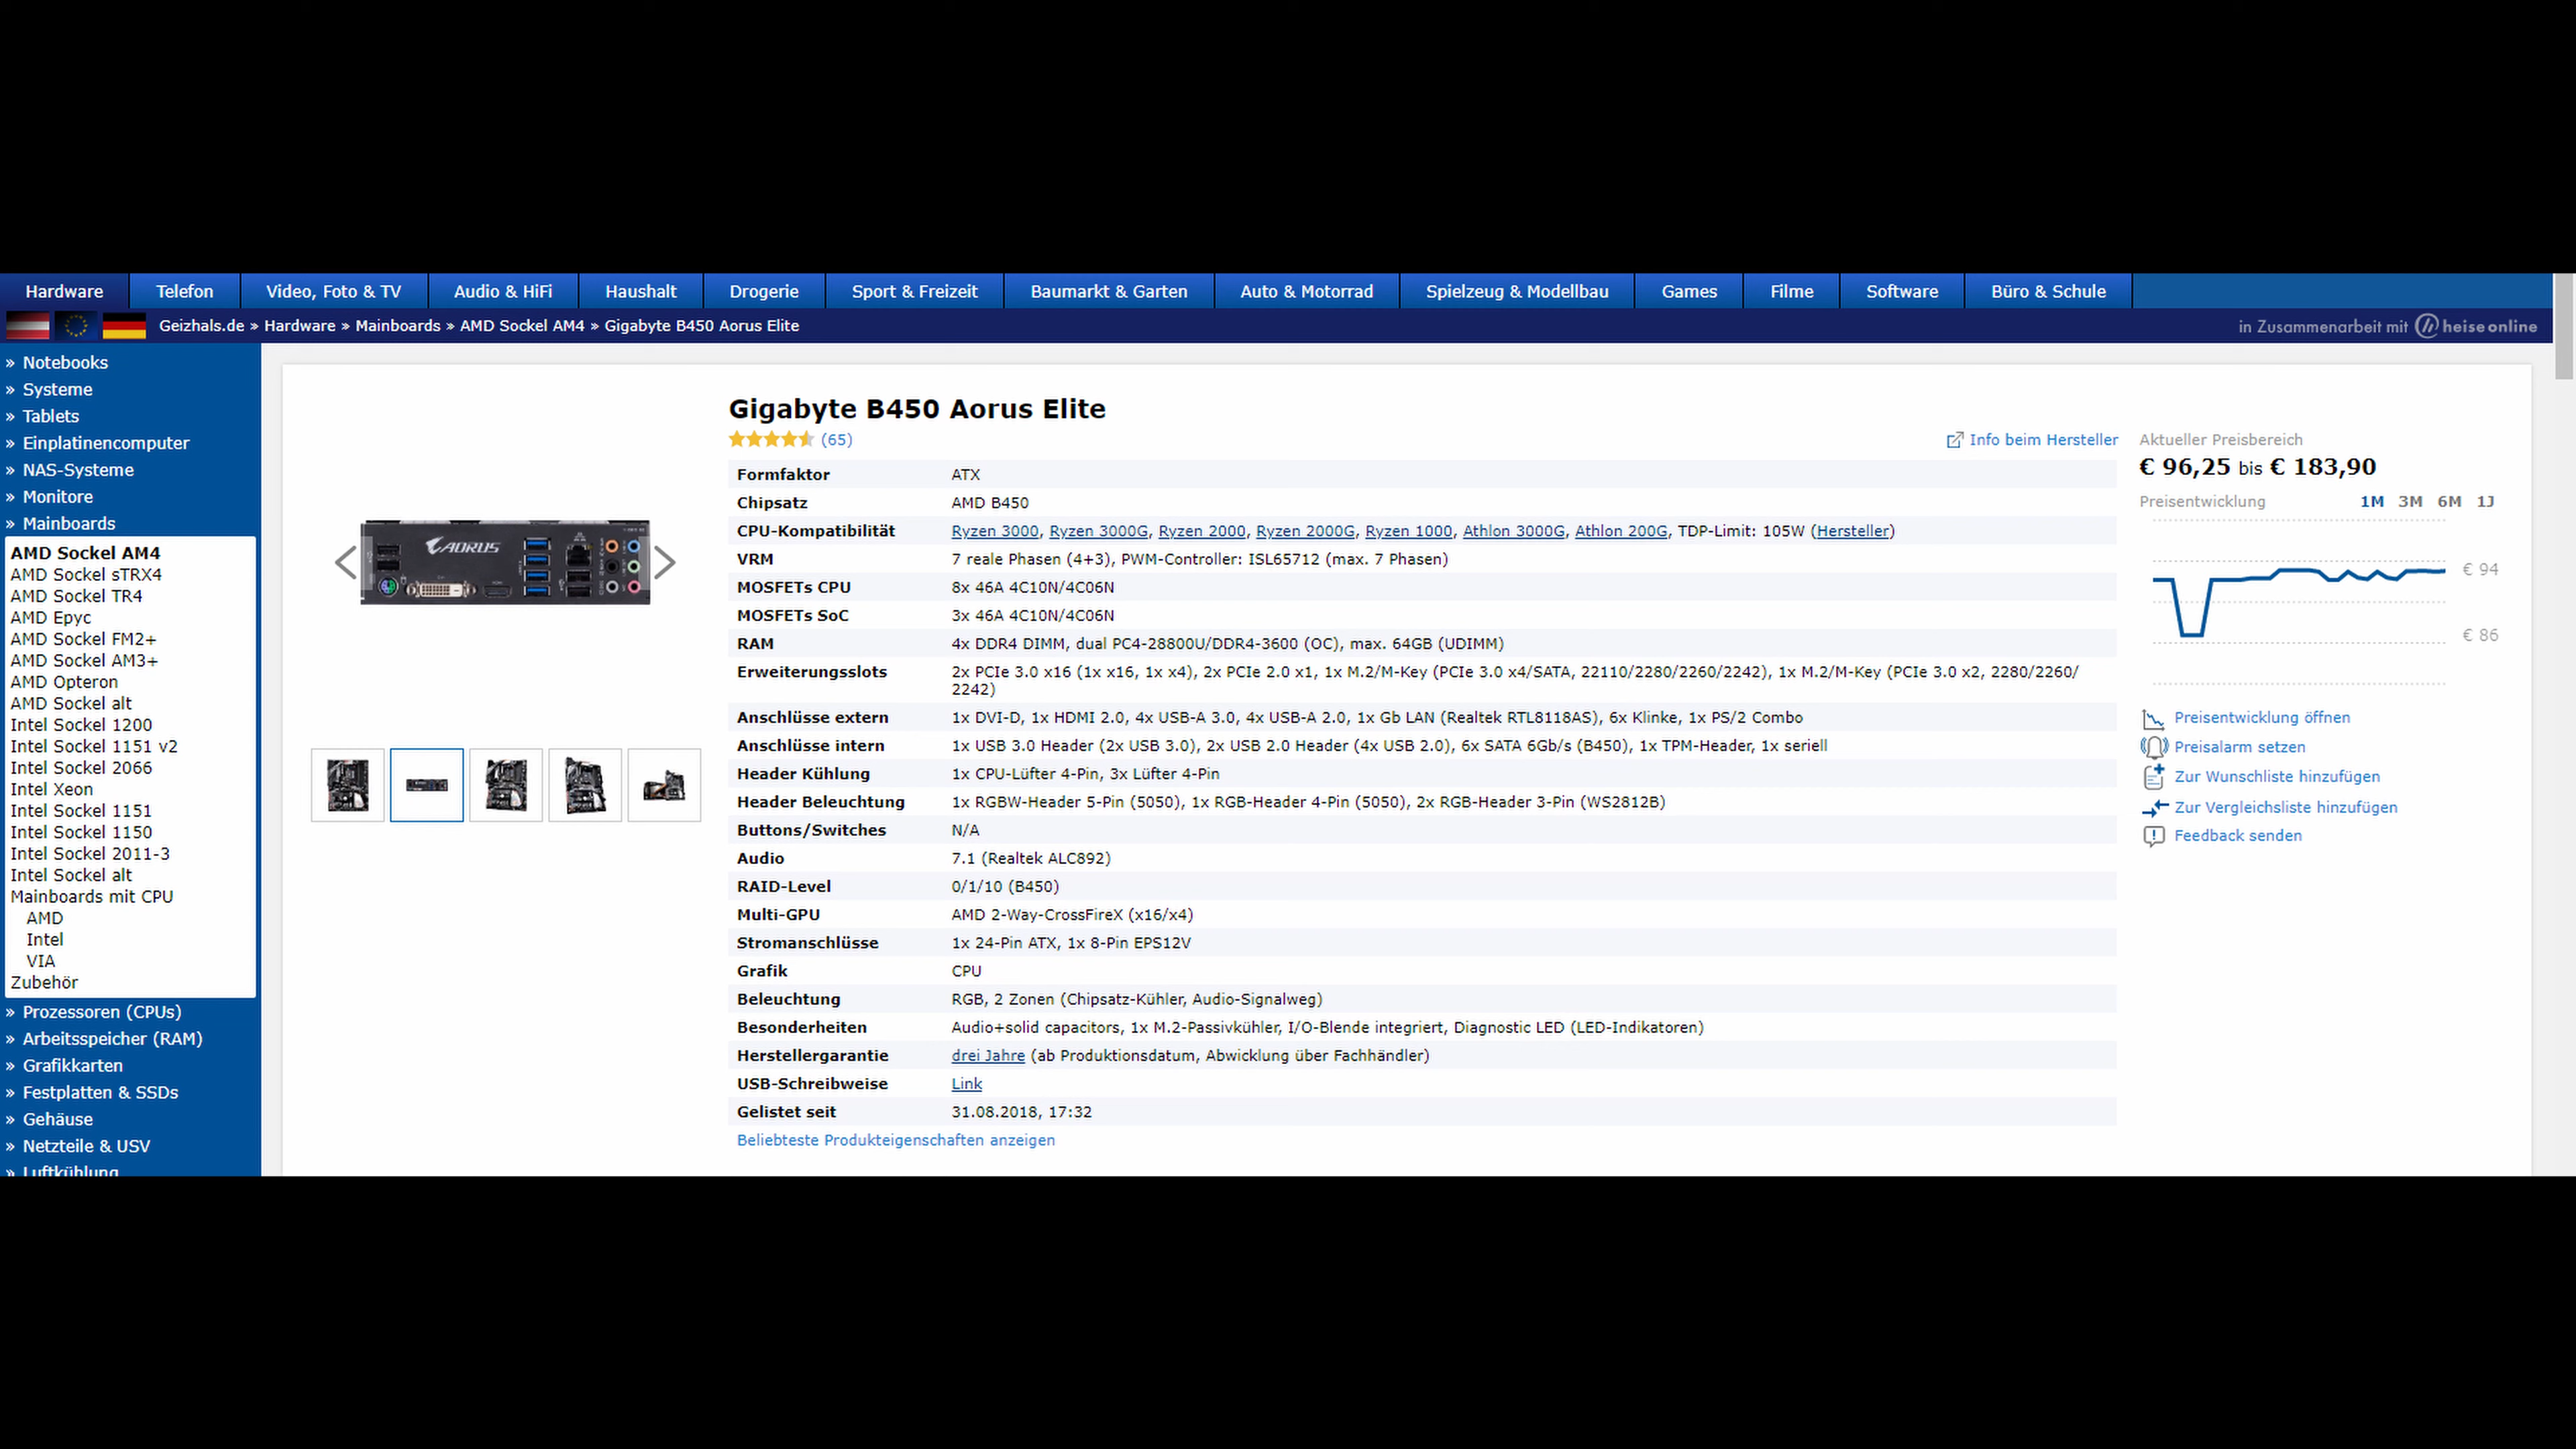 Hardware Telefon Video, Foto & TV Audio & HiFi Haushalt Drogerie Sport & Freizeit Baumarkt & Garten Auto & Motorrad Spielzeug & Modellbau Games Filme Software Büro & Schule
Geizhals.de » Hardware » Mainboards » AMD Sockel AM4 » Gigabyte B450 Aorus Elite
in Zusammenarbeit mit heise online
» Notebooks
» Systeme
» Tablets
» Einplatinencomputer
» NAS-Systeme
» Monitore
» Mainboards
AMD Sockel AM4
AMD Sockel sTRX4
AMD Sockel TR4
AMD Epyc
AMD Sockel FM2+
AMD Sockel AM3+
AMD Opteron
AMD Sockel alt
Intel Sockel 1200
Intel Sockel 1151 v2
Intel Sockel 2066
Intel Xeon
Intel Sockel 1151
Intel Sockel 1150
Intel Sockel 2011-3
Intel Sockel alt
Mainboards mit CPU
AMD
Intel
VIA
Zubehör
» Prozessoren (CPUs)
» Arbeitsspeicher (RAM)
» Grafikkarten
» Festplatten & SSDs
» Gehäuse
» Netzteile & USV
» Luftkühlung
AORUS
Gigabyte B450 Aorus Elite
(65)
Info beim Hersteller
Formfaktor ATX
Chipsatz AMD B450
CPU-Kompatibilität Ryzen 3000, Ryzen 3000G, Ryzen 2000, Ryzen 2000G, Ryzen 1000, Athlon 3000G, Athlon 200G, TDP-Limit: 105W (Hersteller)
VRM 7 reale Phasen (4+3), PWM-Controller: ISL65712 (max. 7 Phasen)
MOSFETs CPU 8x 46A 4C10N/4C06N
MOSFETs SoC 3x 46A 4C10N/4C06N
RAM 4x DDR4 DIMM, dual PC4-28800U/DDR4-3600 (OC), max. 64GB (UDIMM)
Erweiterungsslots 2x PCIe 3.0 x16 (1x x16, 1x x4), 2x PCIe 2.0 x1, 1x M.2/M-Key (PCIe 3.0 x4/SATA, 22110/2280/2260/2242), 1x M.2/M-Key (PCIe 3.0 x2, 2280/2260/
2242)
Anschlüsse extern 1x DVI-D, 1x HDMI 2.0, 4x USB-A 3.0, 4x USB-A 2.0, 1x Gb LAN (Realtek RTL8118AS), 6x Klinke, 1x PS/2 Combo
Anschlüsse intern 1x USB 3.0 Header (2x USB 3.0), 2x USB 2.0 Header (4x USB 2.0), 6x SATA 6Gb/s (B450), 1x TPM-Header, 1x seriell
Header Kühlung 1x CPU-Lüfter 4-Pin, 3x Lüfter 4-Pin
Header Beleuchtung 1x RGBW-Header 5-Pin (5050), 1x RGB-Header 4-Pin (5050), 2x RGB-Header 3-Pin (WS2812B)
Buttons/Switches N/A
Audio 7.1 (Realtek ALC892)
RAID-Level 0/1/10 (B450)
Multi-GPU AMD 2-Way-CrossFireX (x16/x4)
Stromanschlüsse 1x 24-Pin ATX, 1x 8-Pin EPS12V
Grafik CPU
Beleuchtung RGB, 2 Zonen (Chipsatz-Kühler, Audio-Signalweg)
Besonderheiten Audio+solid capacitors, 1x M.2-Passivkühler, I/O-Blende integriert, Diagnostic LED (LED-Indikatoren)
Herstellergarantie drei Jahre (ab Produktionsdatum, Abwicklung über Fachhändler)
USB-Schreibweise Link
Gelistet seit 31.08.2018, 17:32
Beliebteste Produkteigenschaften anzeigen
Aktueller Preisbereich
€ 96,25 bis € 183,90
Preisentwicklung 1M 3M 6M 1J
€ 94
€ 86
Preisentwicklung öffnen
Preisalarm setzen
Zur Wunschliste hinzufügen
Zur Vergleichsliste hinzufügen
Feedback senden